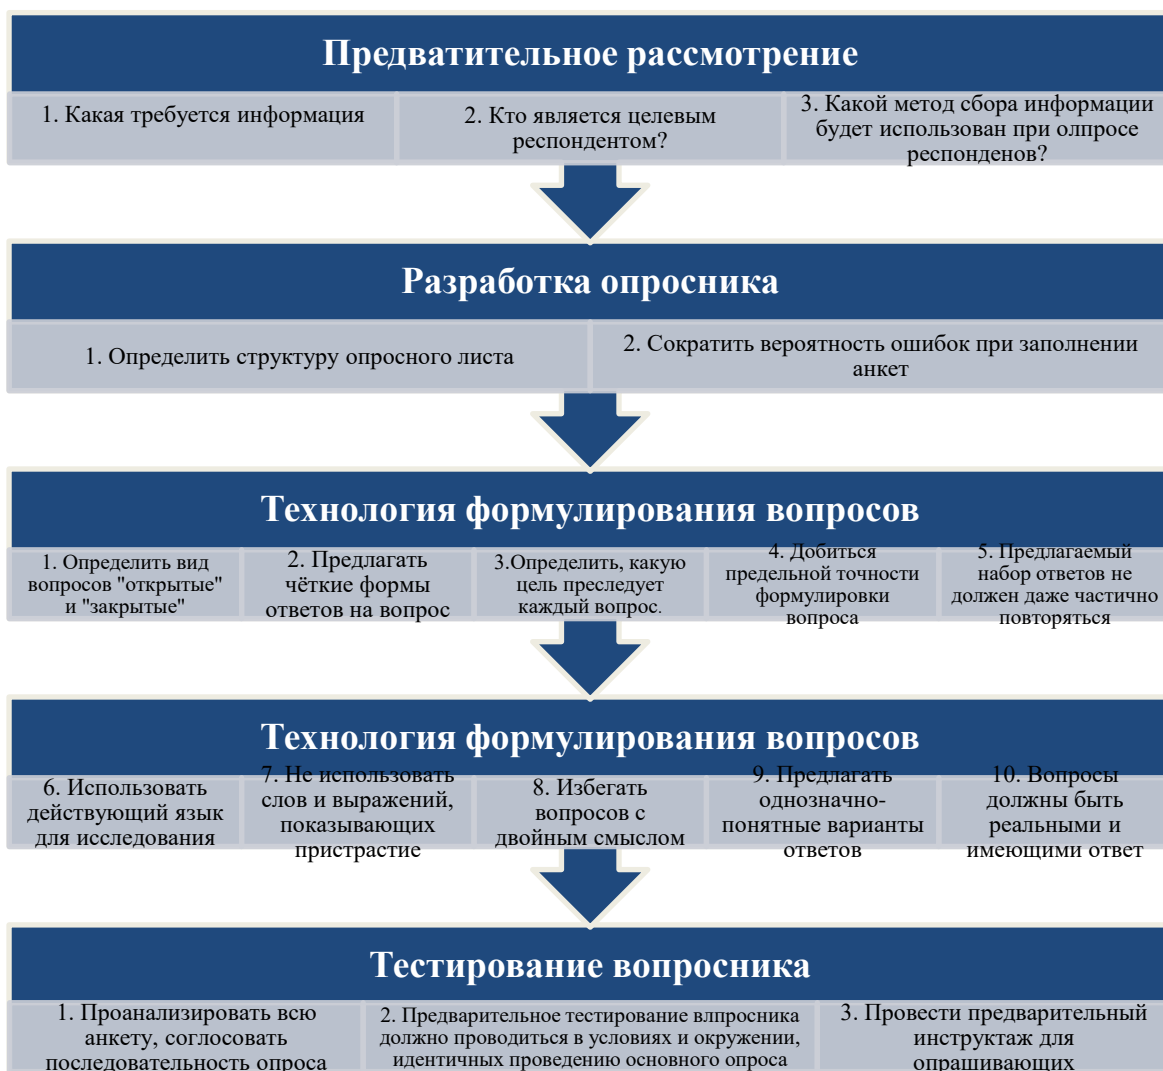 Предватительное рассмотрение
1. Какая требуется информация
2. Кто является целевым
респондентом?
3. Какой метод сбора информации
будет использован при олпросе
респонденов?
Разработка опросника
1. Определить структуру опросного листа
2. Сократить вероятность ошибок при заполнении
анкет
Технология формулирования вопросов
1. Определить вид
вопросов "открытые"
и "закрытые"
2. Предлагать
чёткие формы
ответов на вопрос
3.Определить, какую
цель преследует
каждый вопрос.
4. Добиться
предельной точности
формулировки
вопроса
5. Предлагаемый
набор ответов не
должен даже частично
повторяться
Технология формулирования вопросов
6. Использовать
действующий язык
для исследования
7. Не использовать
слов и выражений,
показывающих
пристрастие
8. Избегать
вопросов с
двойным смыслом
9. Предлагать
однозначно-
понятные варианты
ответов
10. Вопросы
должны быть
реальными и
имеющими ответ
Тестирование вопросника
1. Проанализировать всю
анкету, соглосовать
последовательность опроса
2. Предварительное тестирование влпросника
должно проводиться в условиях и окружении,
идентичных проведению основного опроса
3. Провести предварительный
инструктаж для
опрашивающих